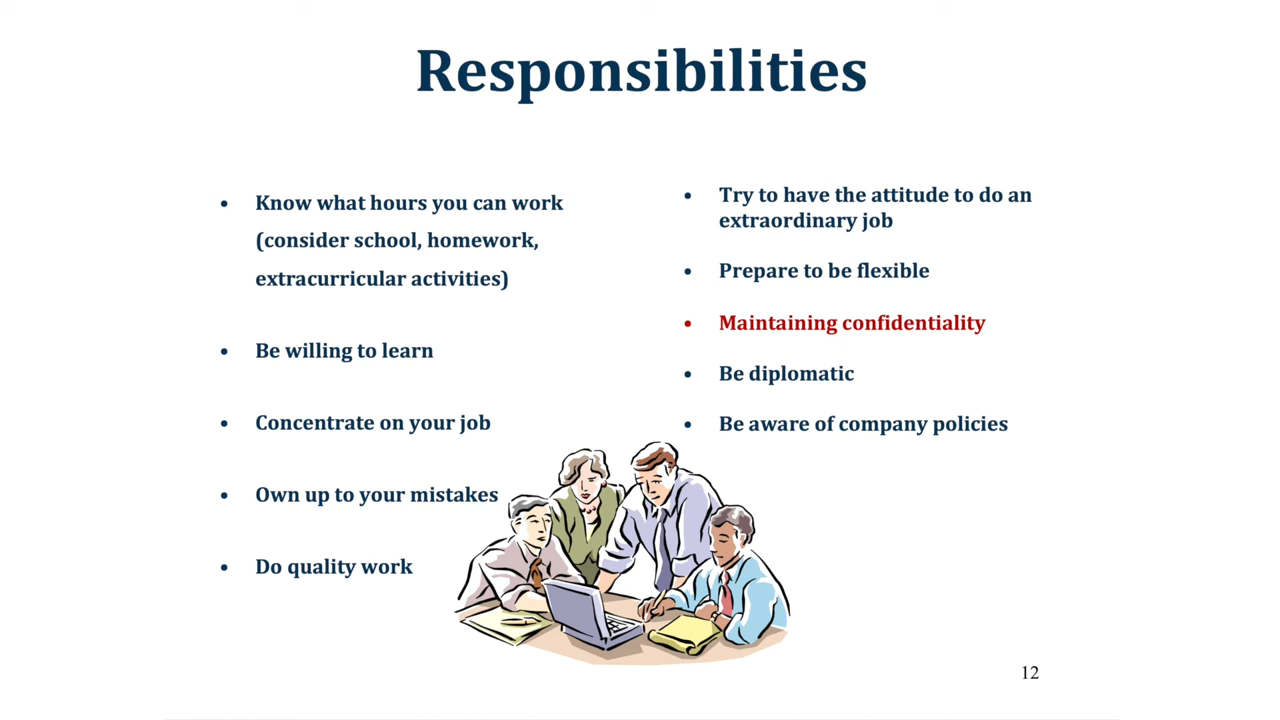 Responsibilities
• Know what hours you can work
(consider school, homework,
extracurricular activities)
• Be willing to learn
• Concentrate on your job
• Own up to your mistakes
• Do quality work
• Try to have the attitude to do an
extraordinary job
• Prepare to be flexible
• Maintaining confidentiality
• Be diplomatic
• Be aware of company policies
12